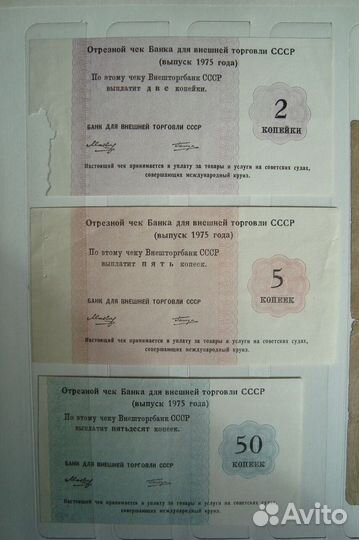 Отрезной чек Банка для внешней торговли СССР
(выпуск 1975 года)
По этому чеку Внешторгбанк СССР
выплатит две копейки.
2
КОПЕЙКИ
БАНК ДЛЯ ВНЕШНЕЙ ТОРГОВЛИ СССР
Настоящий чек принимается в уплату за товары и услуги на советских судах,
совершающих международный круиз.
Отрезной чек Банка для внешней торговли СССР
(выпуск 1975 года)
По этому чеку Внешторгбанк СССР
выплатит пять копеек.
5
КОПЕЕК
БАНК ДЛЯ ВНЕШНЕЙ ТОРГОВЛИ СССР
Настоящий чек принимается в уплату за товары и услуги на советских судах,
совершающих международный круиз.
Отрезной чек Банка для внешней торговли СССР
(выпуск 1975 года)
По этому чеку Внешторгбанк СССР
выплатит пятьдесят копеек.
50
КОПЕЕК
БАНК ДЛЯ ВНЕШНЕЙ ТОРГОВЛИ СССР
Настоящий чек принимается в уплату за товары и услуги на советских судах,
совершающих международный круиз.
Avito